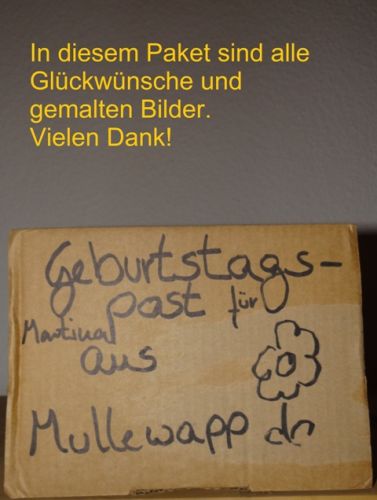 In diesem Paket sind alle
Glückwünsche und
gemalten Bilder.
Vielen Dank!
Geburtstags-
post für
Martina
aus
Mullewapp